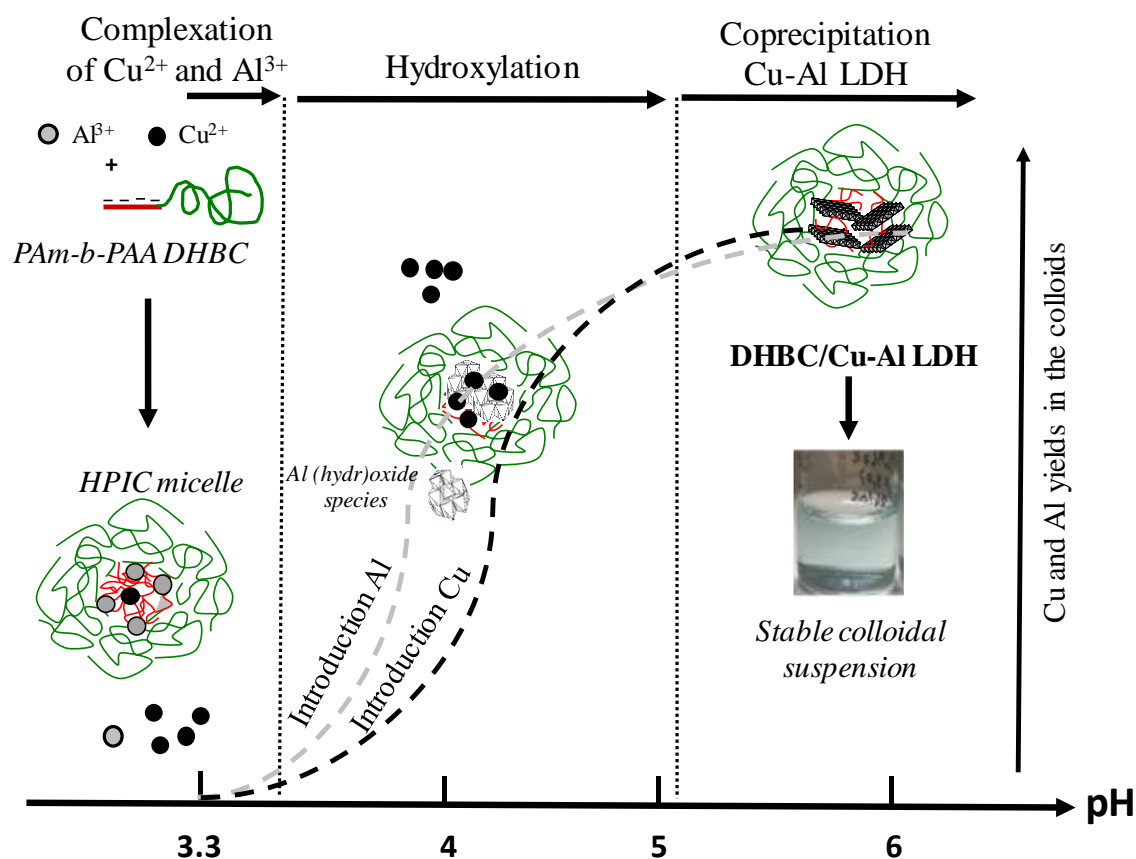 Complexation
of Cu²⁺ and Al³⁺
Hydroxylation
Coprecipitation
Cu-Al LDH
Al³⁺
Cu²⁺
+
PAm-b-PAA DHBC
HPIC micelle
Al (hydr)oxide
species
Introduction Al
Introduction Cu
DHBC/Cu-Al LDH
Stable colloidal
suspension
Cu and Al yields in the colloids
pH
3.3
4
5
6